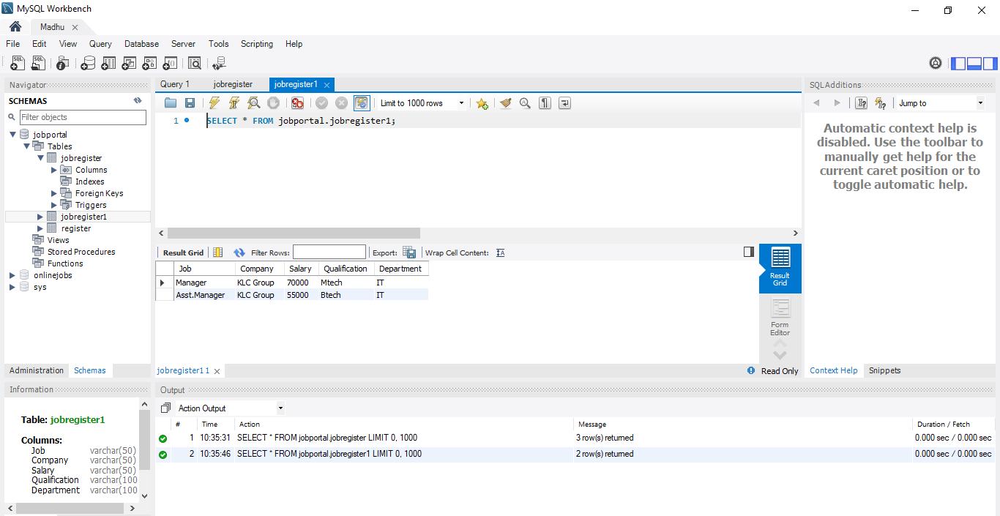 MySQL Workbench
Madhu
File Edit View Query Database Server Tools Scripting Help
Navigator
SCHEMAS
Filter objects
jobportal
Tables
jobregister
Columns
Indexes
Foreign Keys
Triggers
jobregister1
register
Views
Stored Procedures
Functions
onlinejobs
sys
Administration Schemas
Information
Table: jobregister1
Columns:
Job varchar(50)
Company varchar(50)
Salary varchar(50)
Qualification varchar(100
Department varchar(100
Query 1 jobregister jobregister1
Limit to 1000 rows
1 SELECT * FROM jobportal.jobregister1;
Result Grid Filter Rows: Export: Wrap Cell Content:
Job Company Salary Qualification Department
Manager KLC Group 70000 Mtech IT
Asst.Manager KLC Group 55000 Btech IT
Result
Grid
Form
Editor
jobregister1 1
Read Only
SQLAdditions
Jump to
Automatic context help is
disabled. Use the toolbar to
manually get help for the
current caret position or to
toggle automatic help.
Context Help Snippets
Output
Action Output
# Time Action Message Duration / Fetch
1 10:35:31 SELECT * FROM jobportal.jobregister LIMIT 0, 1000 3 row(s) returned 0.000 sec / 0.000 sec
2 10:35:46 SELECT * FROM jobportal.jobregister1 LIMIT 0, 1000 2 row(s) returned 0.000 sec / 0.000 sec